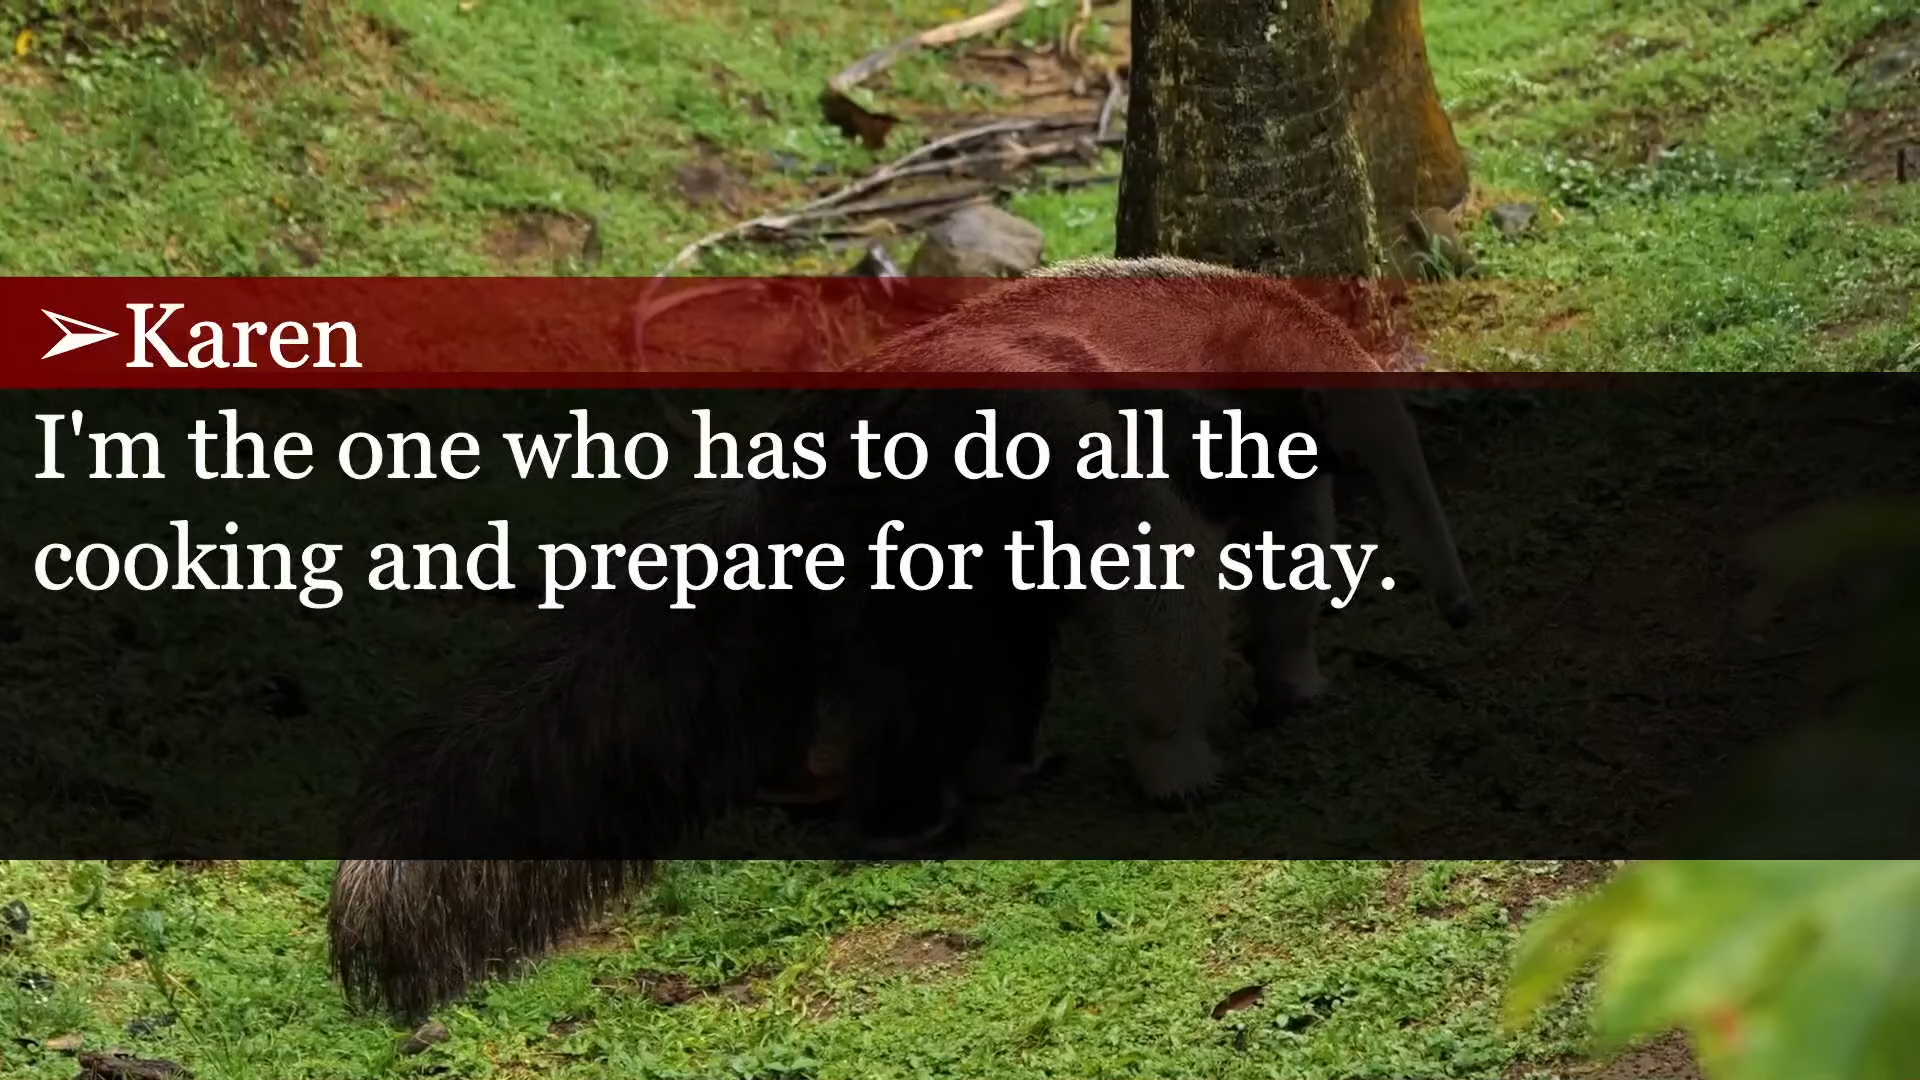 ➢Karen
I'm the one who has to do all the
cooking and prepare for their stay.